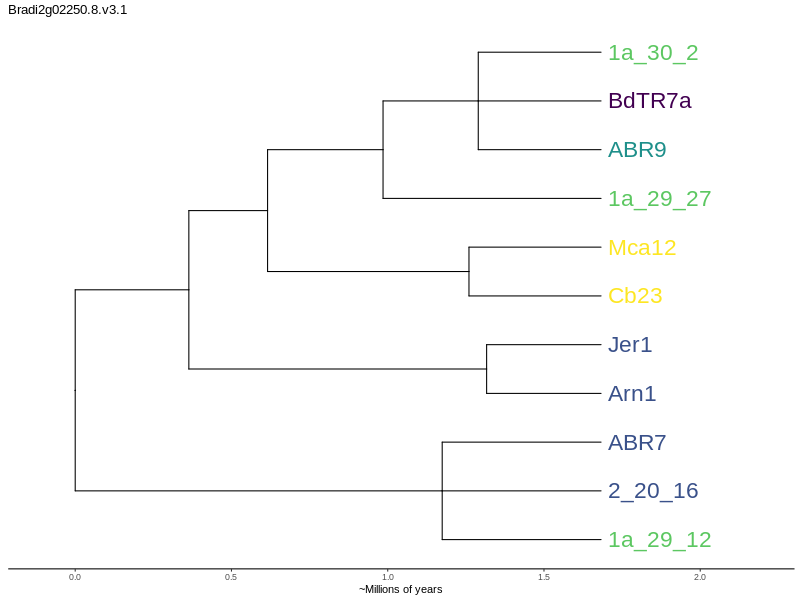 Bradi2g02250.8.v3.1
1a_30_2
BdTR7a
ABR9
1a_29_27
Mca12
Cb23
Jer1
Arn1
ABR7
2_20_16
1a_29_12
0.0 0.5 1.0 1.5 2.0
~Millions of years